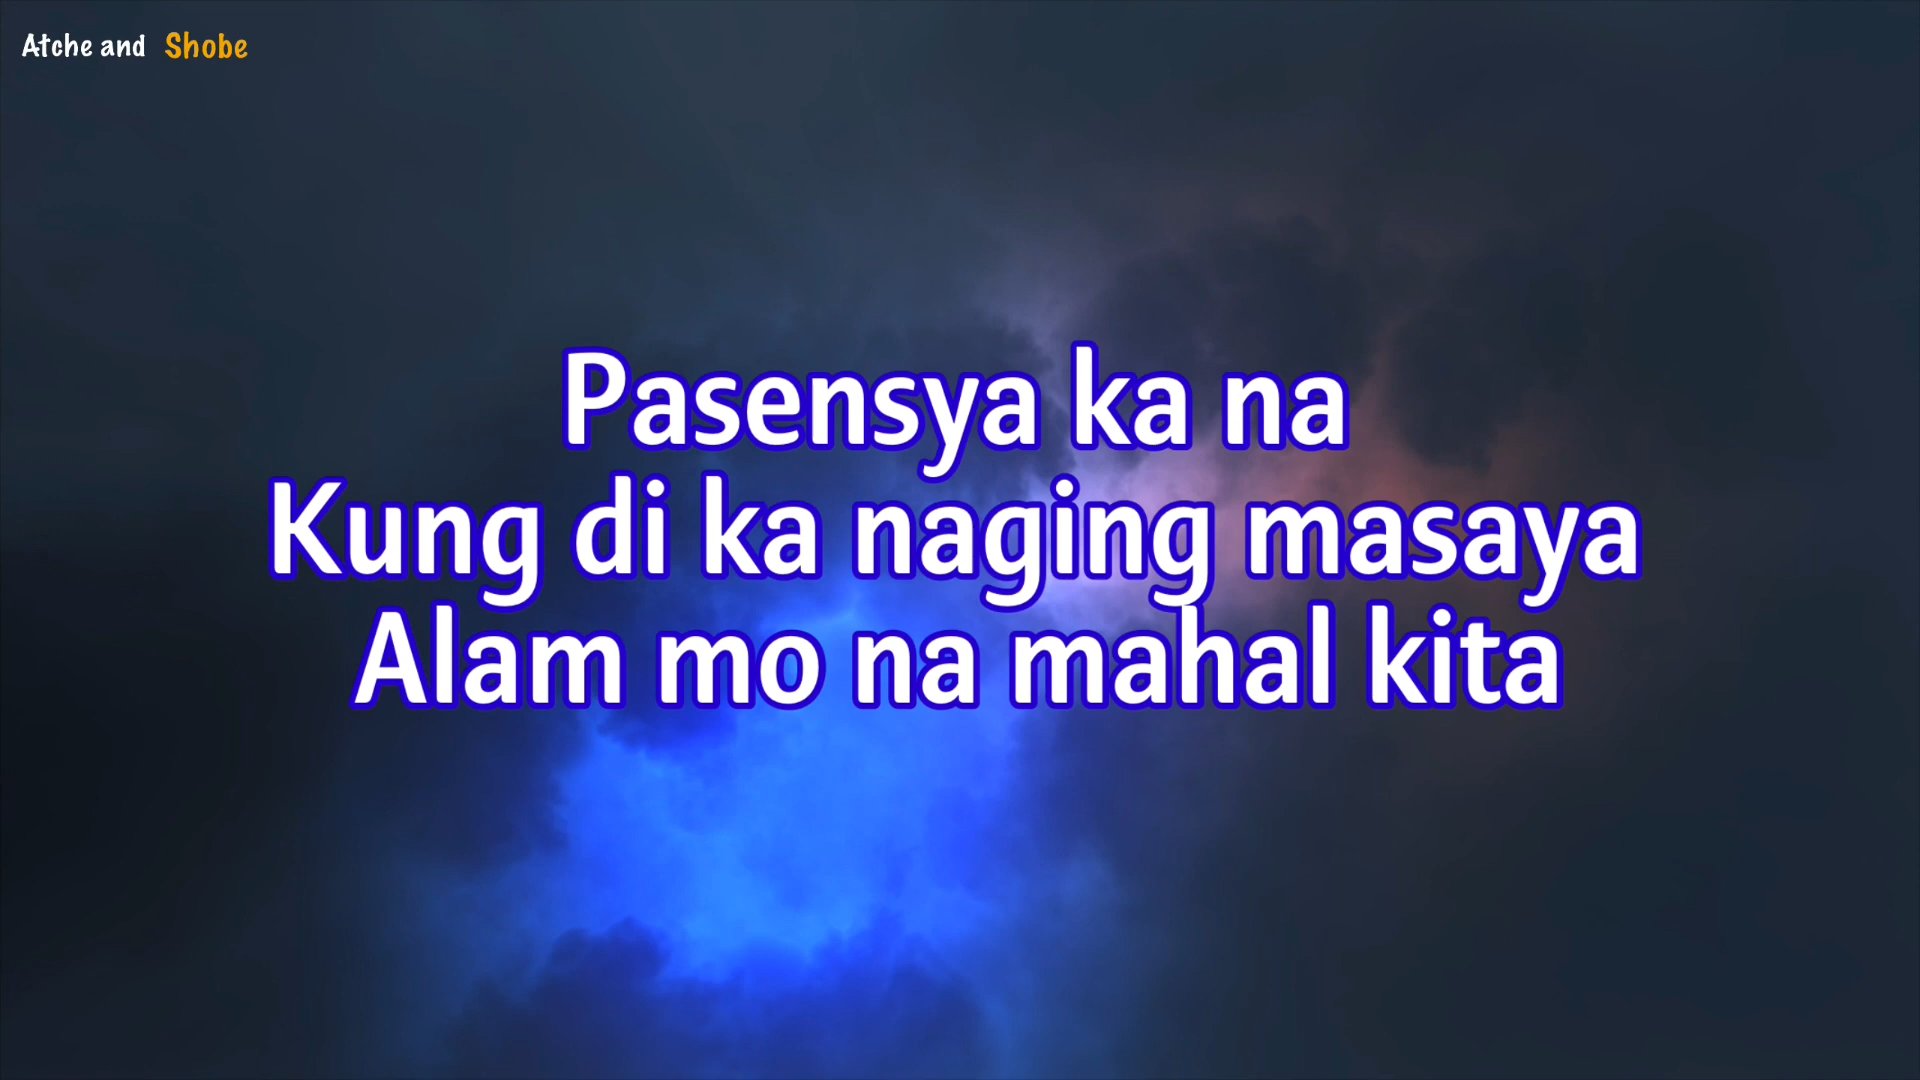 Atche and Shobe
Pasensya ka na
Kung di ka naging masaya
Alam mo na mahal kita